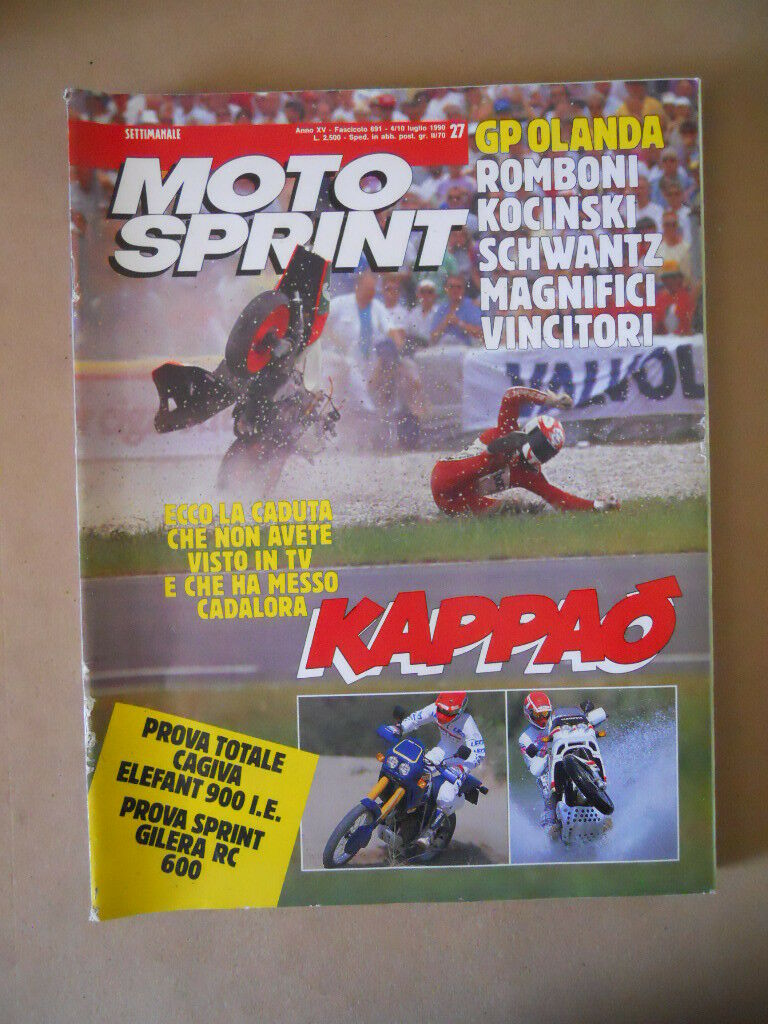 SETTIMANALE
Anno XV - Fascicolo 691 - 4/10 luglio 1990
L. 2.500 - Sped. in abb. post. gr. II/70
27
MOTO
SPRINT
GP OLANDA
ROMBONI
KOCINSKI
SCHWANTZ
MAGNIFICI
VINCITORI
VALVOL
ECCO LA CADUTA
CHE NON AVETE
VISTO IN TV
E CHE HA MESSO
CADALORA
KAPPAÒ
PROVA TOTALE
CAGIVA
ELEFANT 900 I.E.
PROVA SPRINT
GILERA RC
600